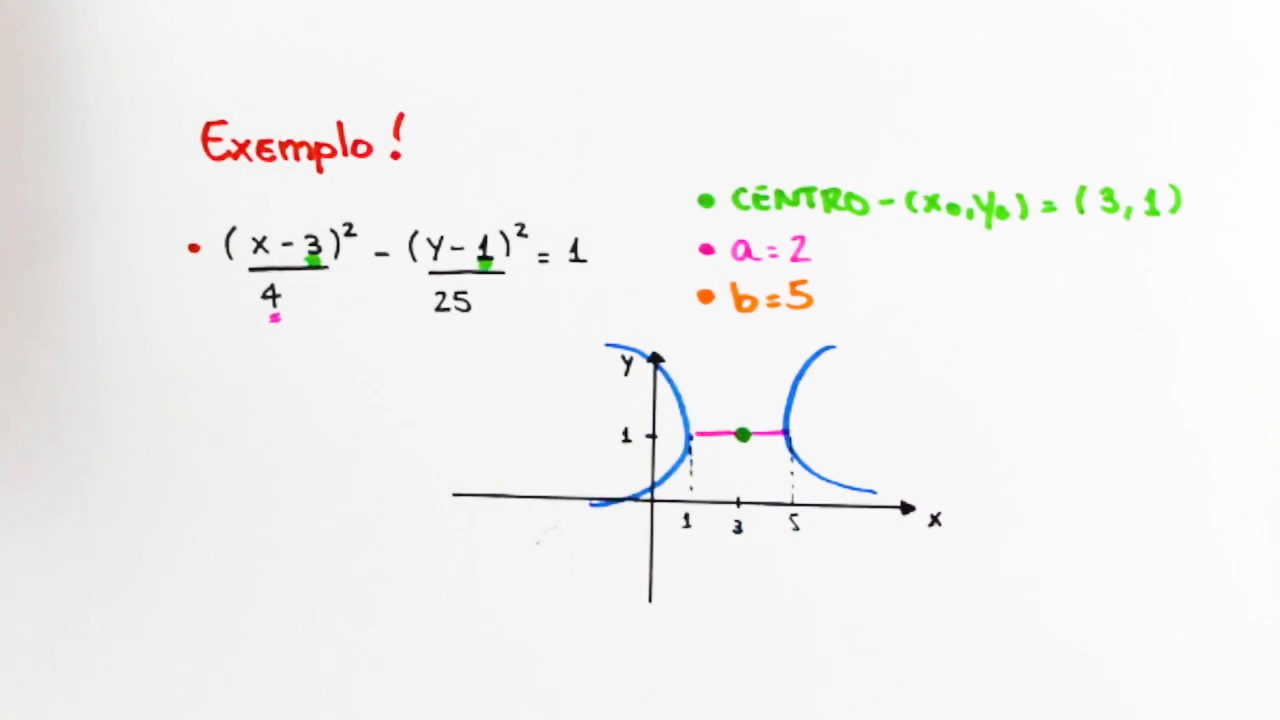 Exemplo!
• (x - 3)² - (y - 1)² = 1
4 25
• CENTRO - (x₀, y₀) = (3, 1)
• a = 2
• b = 5
y
1
1 3 5
x